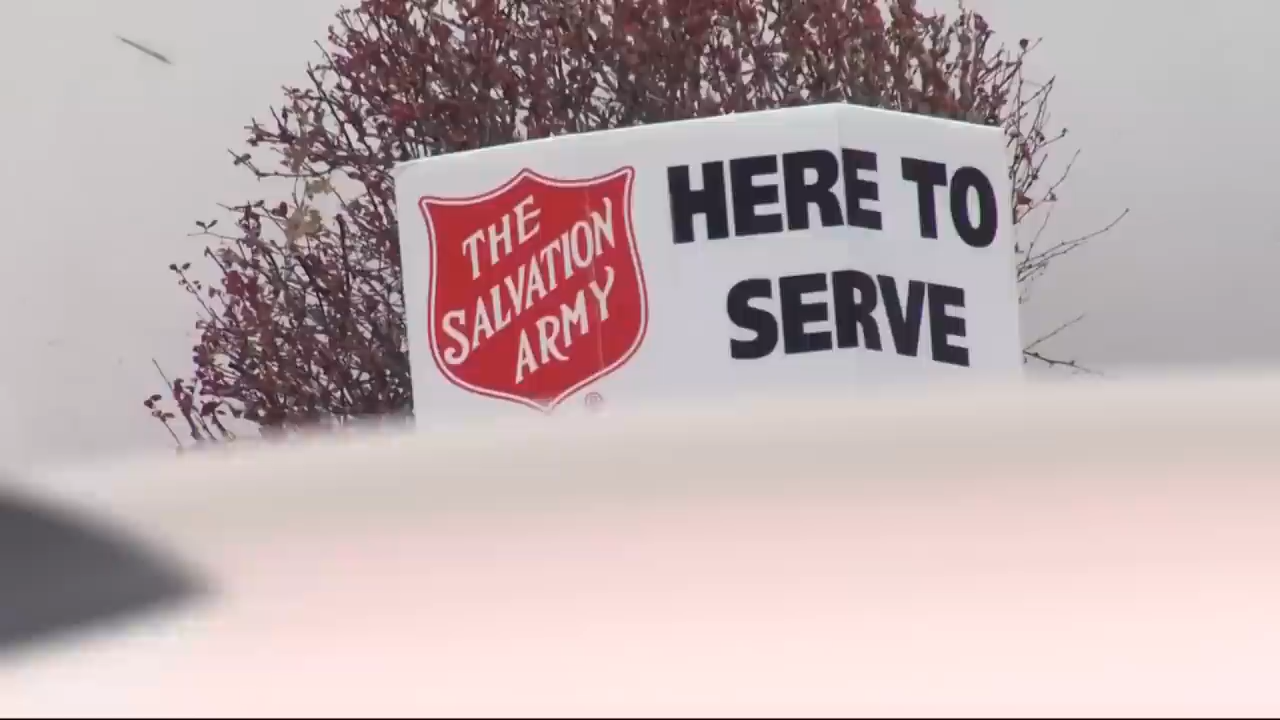 THE
SALVATION
ARMY
®
HERE TO
SERVE